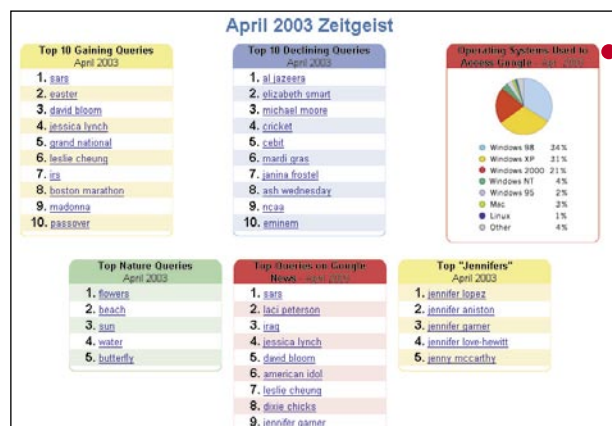 April 2003 Zeitgeist
Top 10 Gaining Queries
April 2003
1. sars
2. easter
3. david bloom
4. jessica lynch
5. grand national
6. leslie cheung
7. irs
8. boston marathon
9. madonna
10. passover
Top 10 Declining Queries
April 2003
1. al jazeera
2. elizabeth smart
3. michael moore
4. cricket
5. cebit
6. mardi gras
7. janina frostel
8. ash wednesday
9. ncaa
10. eminem
Operating Systems Used to
Access Google - Apr 2003
Windows 98 34%
Windows XP 31%
Windows 2000 21%
Windows NT 4%
Windows 95 2%
Mac 3%
Linux 1%
Other 4%
Top Nature Queries
April 2003
1. flowers
2. beach
3. sun
4. water
5. butterfly
Top Queries on Google
News - April 2003
1. sars
2. laci peterson
3. iraq
4. jessica lynch
5. david bloom
6. american idol
7. leslie cheung
8. dixie chicks
9. jennifer garner
Top "Jennifers"
April 2003
1. jennifer lopez
2. jennifer aniston
3. jennifer garner
4. jennifer love-hewitt
5. jenny mccarthy